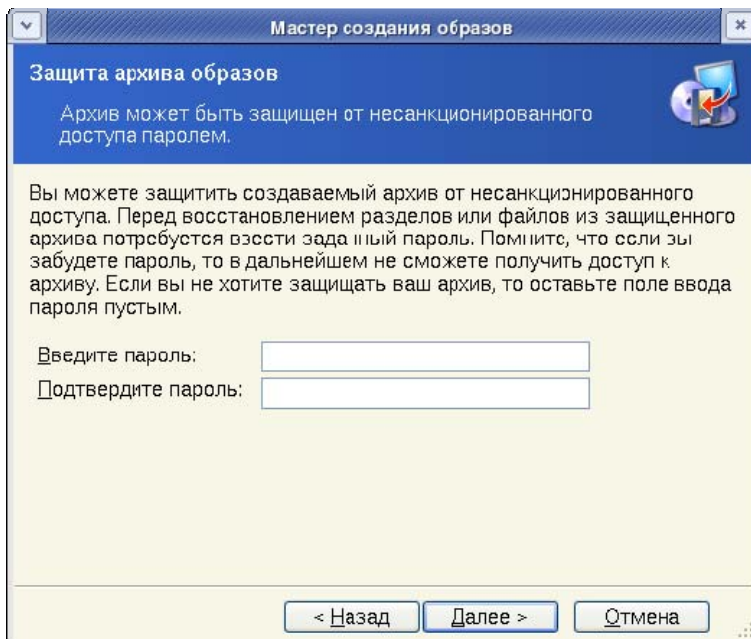 Мастер создания образов
Защита архива образов
Архив может быть защищен от несанкционированного
доступа паролем.
Вы можете защитить создаваемый архив от несанкционированного
доступа. Перед восстановлением разделов или файлов из защищенного
архива потребуется ввести заданный пароль. Помните, что если вы
забудете пароль, то в дальнейшем не сможете получить доступ к
архиву. Если вы не хотите защищать ваш архив, то оставьте поле ввода
пароля пустым.
Введите пароль:
Подтвердите пароль:
< Назад Далее > Отмена